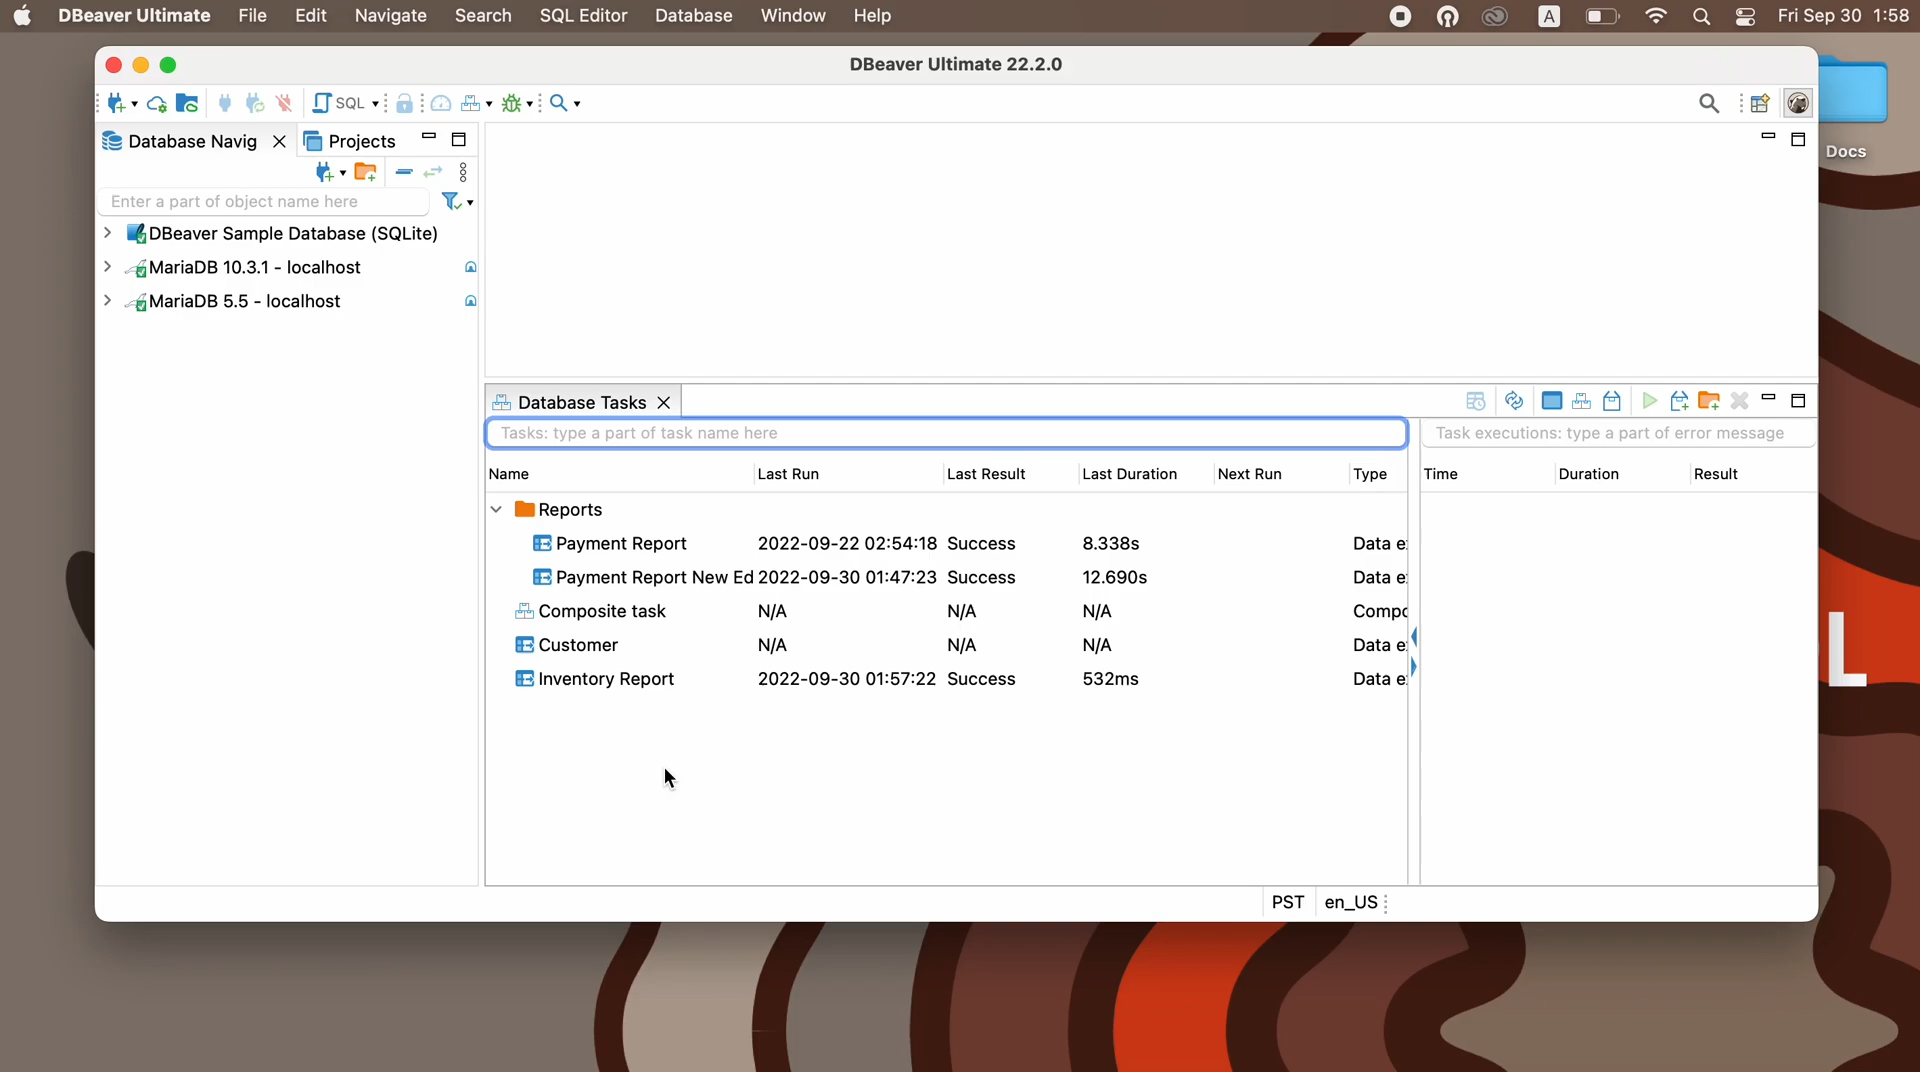 DBeaver Ultimate File Edit Navigate Search SQL Editor Database Window Help A Fri Sep 30 1:58
DBeaver Ultimate 22.2.0
SQL
Docs
Database Navig Projects
Enter a part of object name here
DBeaver Sample Database (SQLite)
MariaDB 10.3.1 - localhost
MariaDB 5.5 - localhost
Database Tasks
Tasks: type a part of task name here
Task executions: type a part of error message
Name Last Run Last Result Last Duration Next Run Type Time Duration Result
Reports
Payment Report 2022-09-22 02:54:18 Success 8.338s Data e
Payment Report New Ed 2022-09-30 01:47:23 Success 12.690s Data e
Composite task N/A N/A N/A Compo
Customer N/A N/A N/A Data e
Inventory Report 2022-09-30 01:57:22 Success 532ms Data e
L
PST en_US